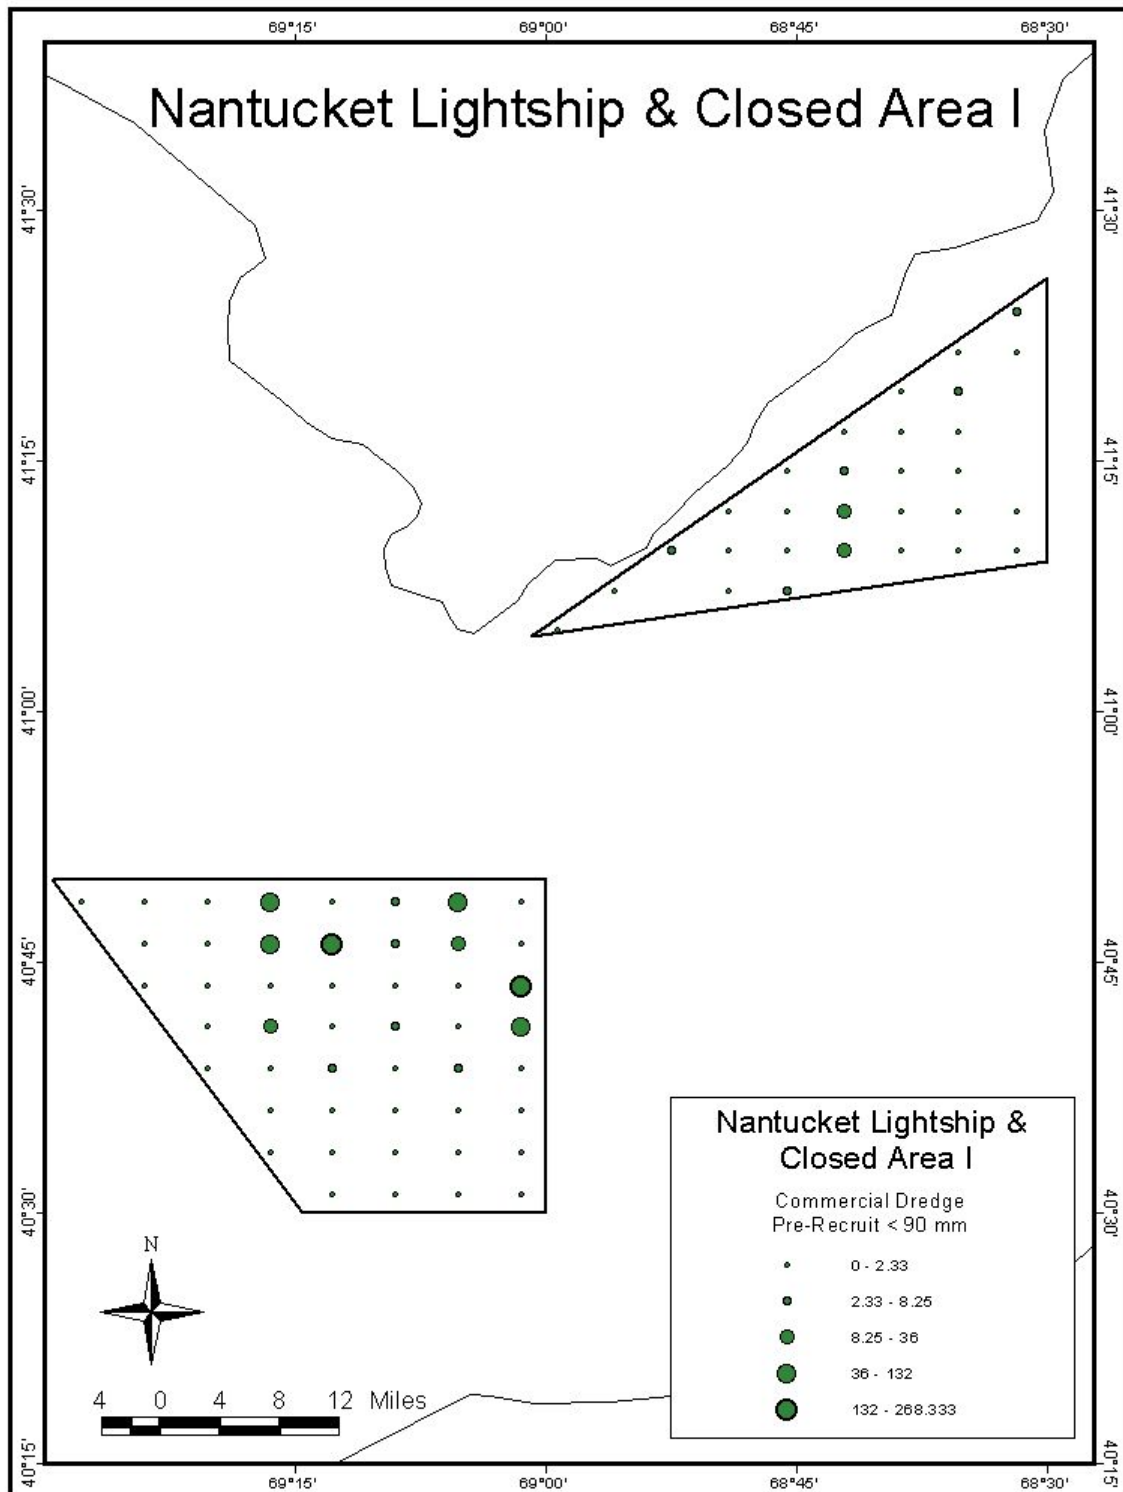 69°15' 69°00' 68°45' 68°30'
Nantucket Lightship & Closed Area I
41°30' 41°30'
41°15' 41°15'
41°00' 41°00'
40°45' 40°45'
Nantucket Lightship &
Closed Area I
Commercial Dredge
Pre-Recruit < 90 mm
0 - 2.33
2.33 - 8.25
8.25 - 36
36 - 132
132 - 268.333
40°30' 40°30'
N
4 0 4 8 12 Miles
40°15' 40°15'
69°15' 69°00' 68°45' 68°30'